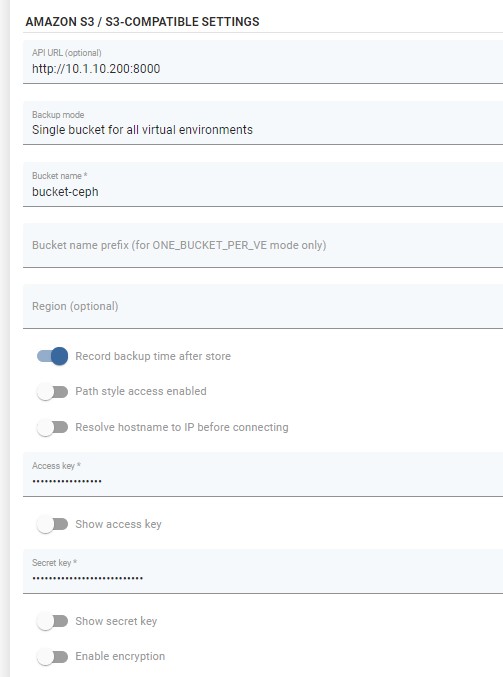 AMAZON S3 / S3-COMPATIBLE SETTINGS
API URL (optional)
http://10.1.10.200:8000
Backup mode
Single bucket for all virtual environments
Bucket name *
bucket-ceph
Bucket name prefix (for ONE_BUCKET_PER_VE mode only)
Region (optional)
Record backup time after store
Path style access enabled
Resolve hostname to IP before connecting
Access key *
•••••••••••••••••
Show access key
Secret key *
•••••••••••••••••••••••••••
Show secret key
Enable encryption